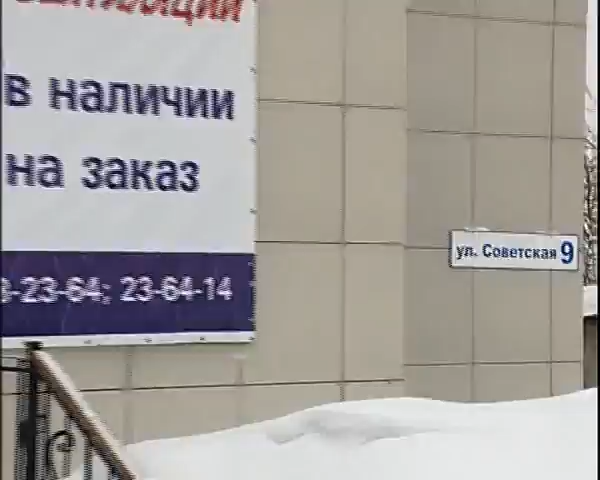 в наличии
на заказ
-23-64; 23-64-14
ул. Советская 9